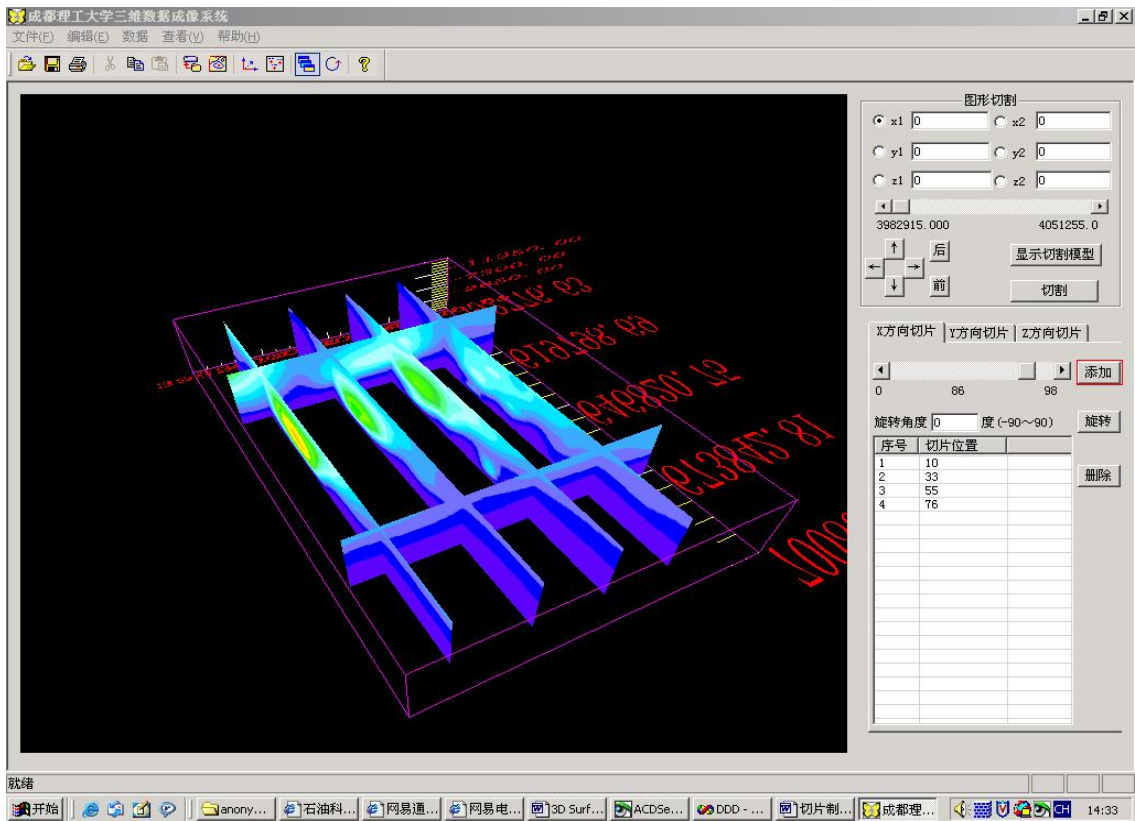 成都理工大学三维数据成像系统
文件(F) 编辑(E) 数据 查看(V) 帮助(H)
图形切割
x1 0 x2 0
y1 0 y2 0
z1 0 z2 0
3982915.000 4051255.0
后
显示切割模型
前
切割
X方向切片 Y方向切片 Z方向切片
添加
0 86 98
旋转角度 0 度(-90~90) 旋转
序号 切片位置
1 10
2 33
3 55
4 76
删除
就绪
开始 anony... 石油科... 网易通... 网易电... 3D Surf... ACDSe... DDD - ... 切片制... 成都理... CH 14:33